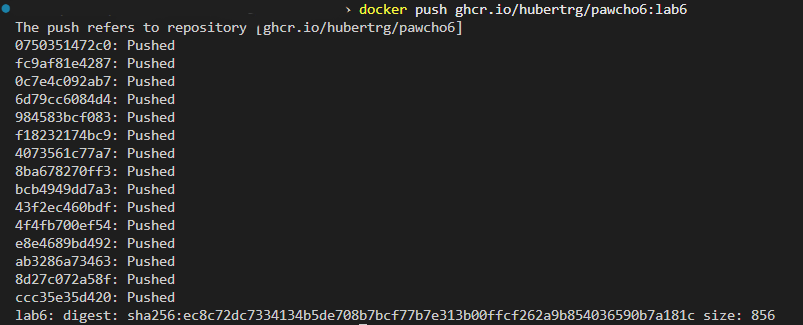 › docker push ghcr.io/hubertrg/pawcho6:lab6
The push refers to repository [ghcr.io/hubertrg/pawcho6]
0750351472c0: Pushed
fc9af81e4287: Pushed
0c7e4c092ab7: Pushed
6d79cc6084d4: Pushed
984583bcf083: Pushed
f18232174bc9: Pushed
4073561c77a7: Pushed
8ba678270ff3: Pushed
bcb4949dd7a3: Pushed
43f2ec460bdf: Pushed
4f4fb700ef54: Pushed
e8e4689bd492: Pushed
ab3286a73463: Pushed
8d27c072a58f: Pushed
ccc35e35d420: Pushed
lab6: digest: sha256:ec8c72dc7334134b5de708b7bcf77b7e313b00ffcf262a9b854036590b7a181c size: 856